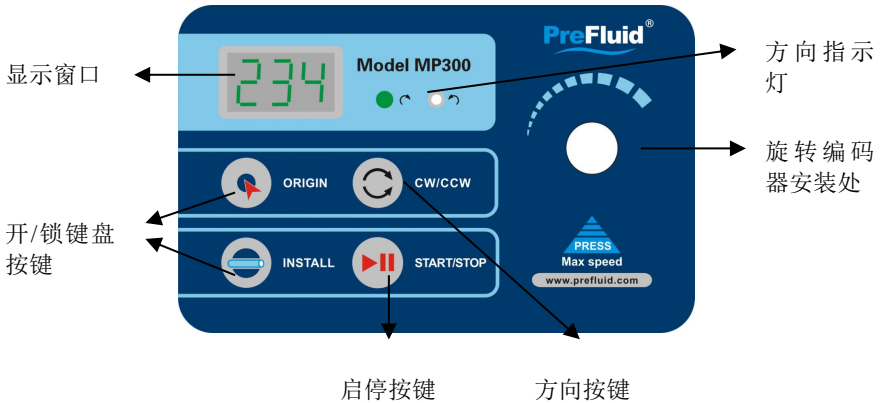 PreFluid®
显示窗口
234
Model MP300
方向指示
灯
旋转编码
器安装处
ORIGIN
CW/CCW
开/锁键盘
按键
INSTALL
START/STOP
PRESS
Max speed
www.prefluid.com
启停按键
方向按键